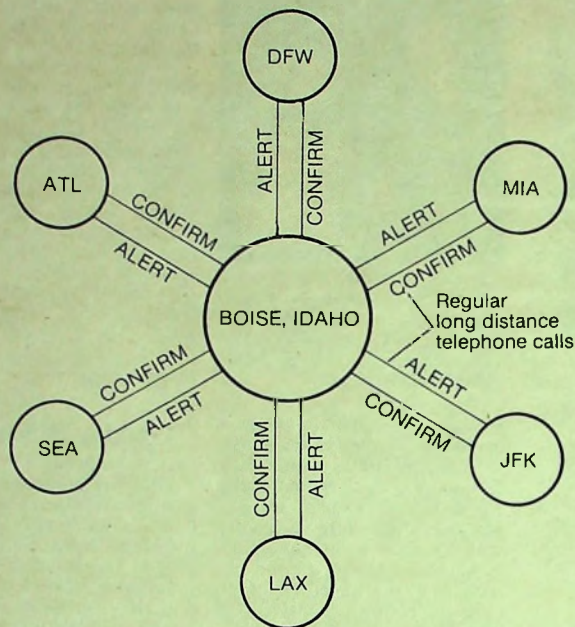 DFW
ALERT
CONFIRM
ATL
CONFIRM
ALERT
MIA
ALERT
CONFIRM
BOISE, IDAHO
Regular
long distance
telephone calls
CONFIRM
ALERT
SEA
ALERT
CONFIRM
JFK
CONFIRM
ALERT
LAX